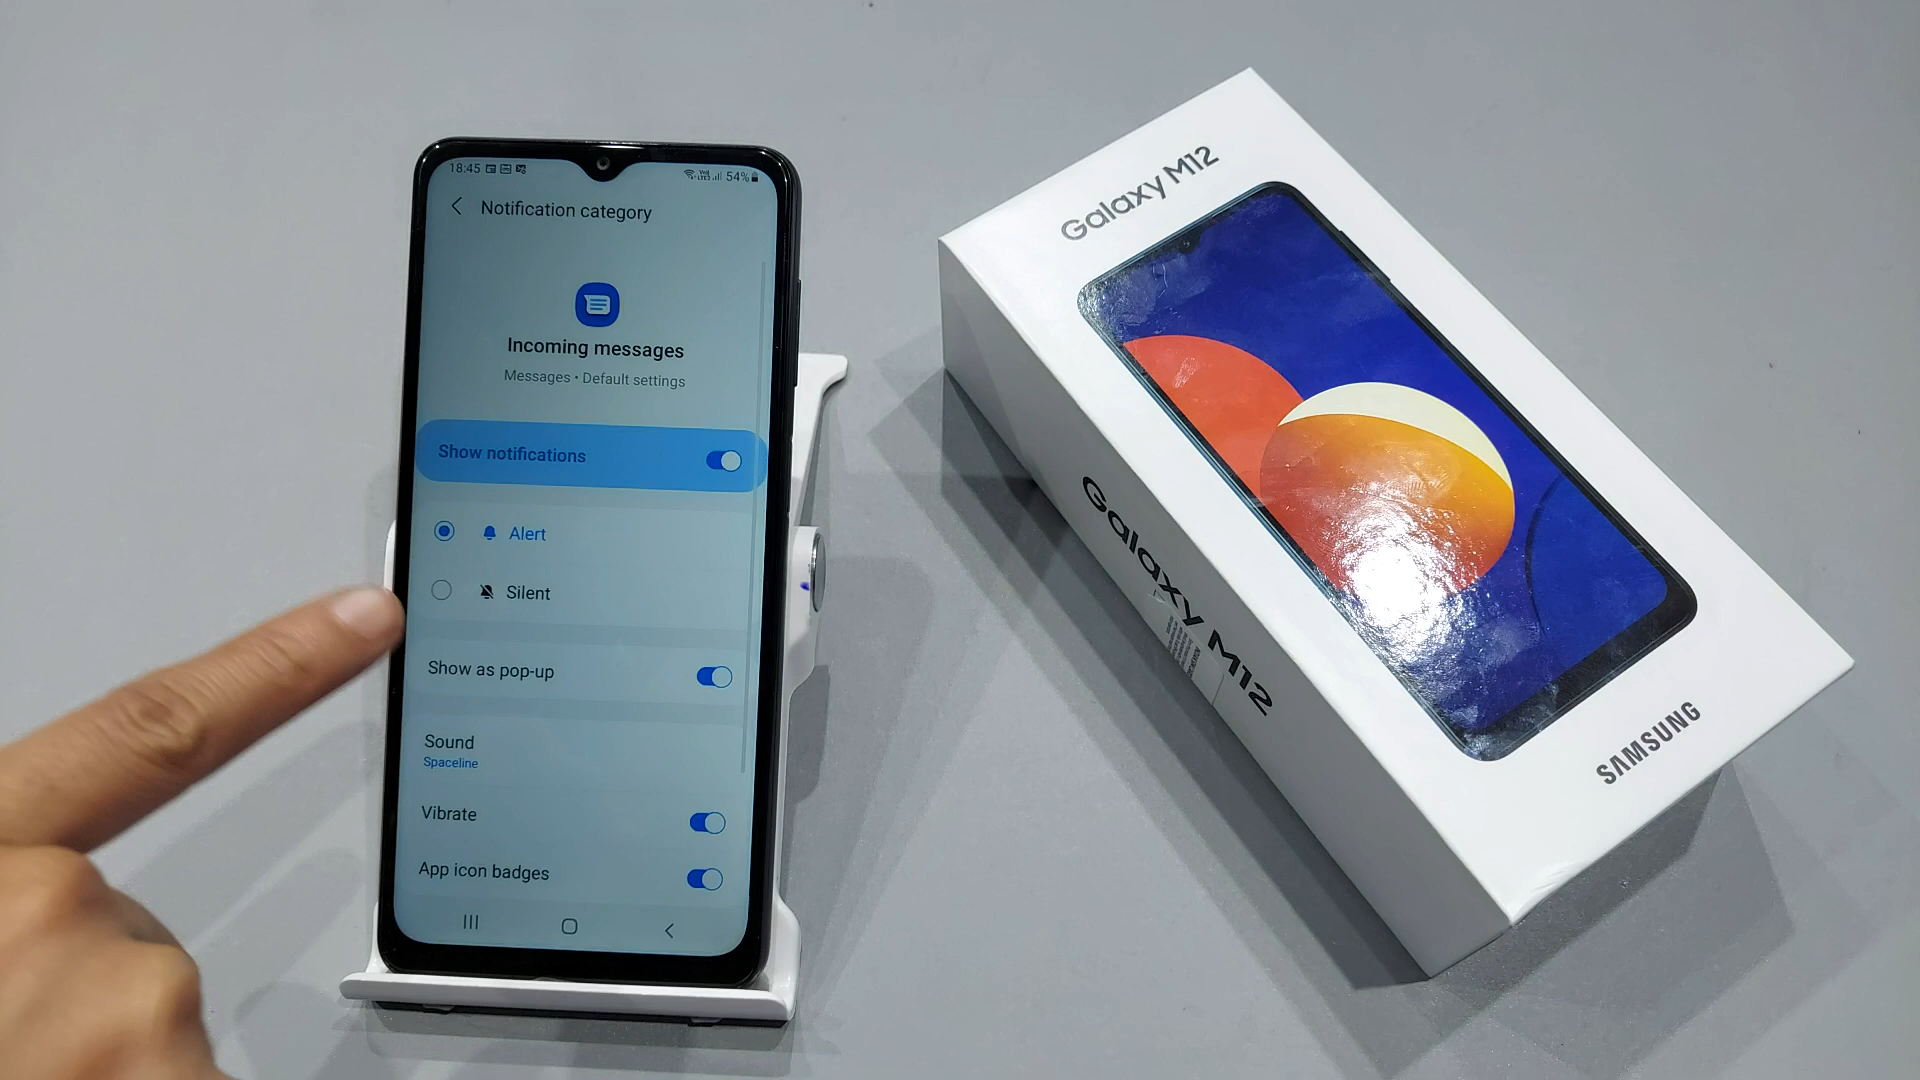 18:45
54%
Notification category
Incoming messages
Messages • Default settings
Show notifications
Alert
Silent
Show as pop-up
Sound
Spaceline
Vibrate
App icon badges
Galaxy M12
Galaxy M12
SAMSUNG